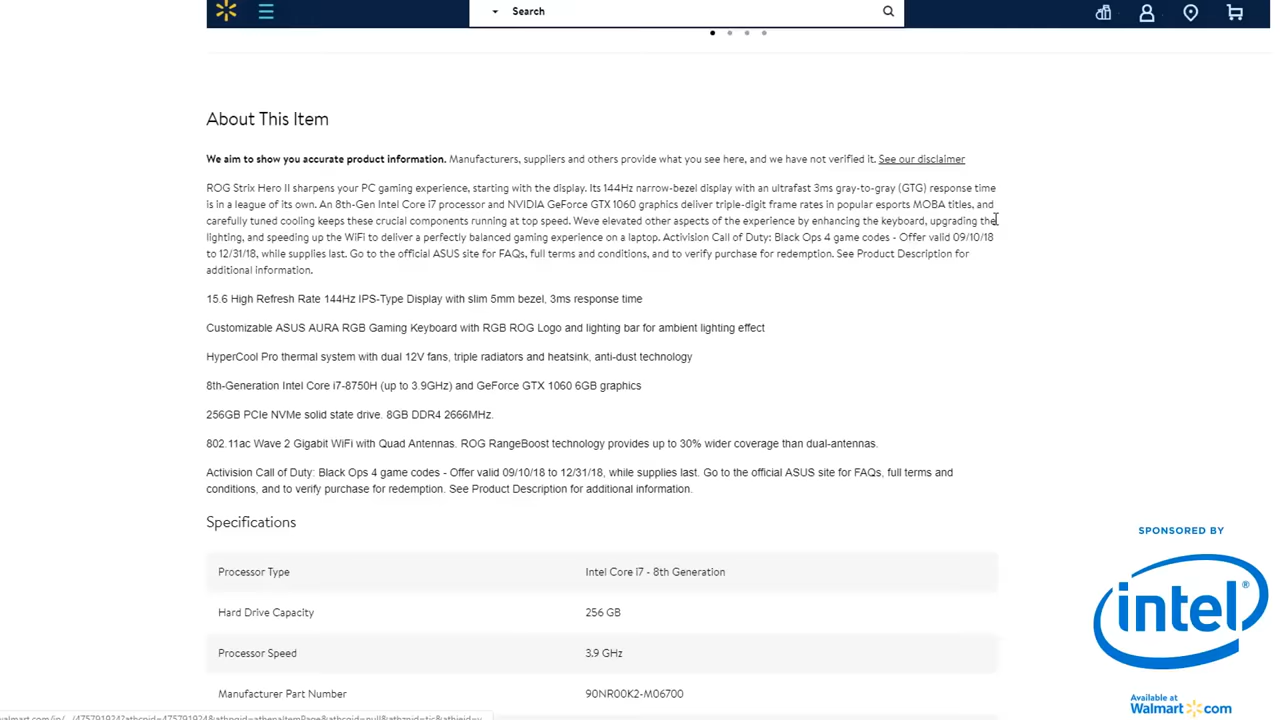 Search
About This Item
We aim to show you accurate product information. Manufacturers, suppliers and others provide what you see here, and we have not verified it. See our disclaimer
ROG Strix Hero II sharpens your PC gaming experience, starting with the display. Its 144Hz narrow-bezel display with an ultrafast 3ms gray-to-gray (GTG) response time
is in a league of its own. An 8th-Gen Intel Core i7 processor and NVIDIA GeForce GTX 1060 graphics deliver triple-digit frame rates in popular esports MOBA titles, and
carefully tuned cooling keeps these crucial components running at top speed. Weve elevated other aspects of the experience by enhancing the keyboard, upgrading the
lighting, and speeding up the WiFi to deliver a perfectly balanced gaming experience on a laptop. Activision Call of Duty: Black Ops 4 game codes - Offer valid 09/10/18
to 12/31/18, while supplies last. Go to the official ASUS site for FAQs, full terms and conditions, and to verify purchase for redemption. See Product Description for
additional information.
15.6 High Refresh Rate 144Hz IPS-Type Display with slim 5mm bezel, 3ms response time
Customizable ASUS AURA RGB Gaming Keyboard with RGB ROG Logo and lighting bar for ambient lighting effect
HyperCool Pro thermal system with dual 12V fans, triple radiators and heatsink, anti-dust technology
8th-Generation Intel Core i7-8750H (up to 3.9GHz) and GeForce GTX 1060 6GB graphics
256GB PCIe NVMe solid state drive. 8GB DDR4 2666MHz.
802.11ac Wave 2 Gigabit WiFi with Quad Antennas. ROG RangeBoost technology provides up to 30% wider coverage than dual-antennas.
Activision Call of Duty: Black Ops 4 game codes - Offer valid 09/10/18 to 12/31/18, while supplies last. Go to the official ASUS site for FAQs, full terms and
conditions, and to verify purchase for redemption. See Product Description for additional information.
Specifications
Processor Type Intel Core i7 - 8th Generation
Hard Drive Capacity 256 GB
Processor Speed 3.9 GHz
Manufacturer Part Number 90NR00K2-M06700
SPONSORED BY
intel®
Available at
Walmart .com